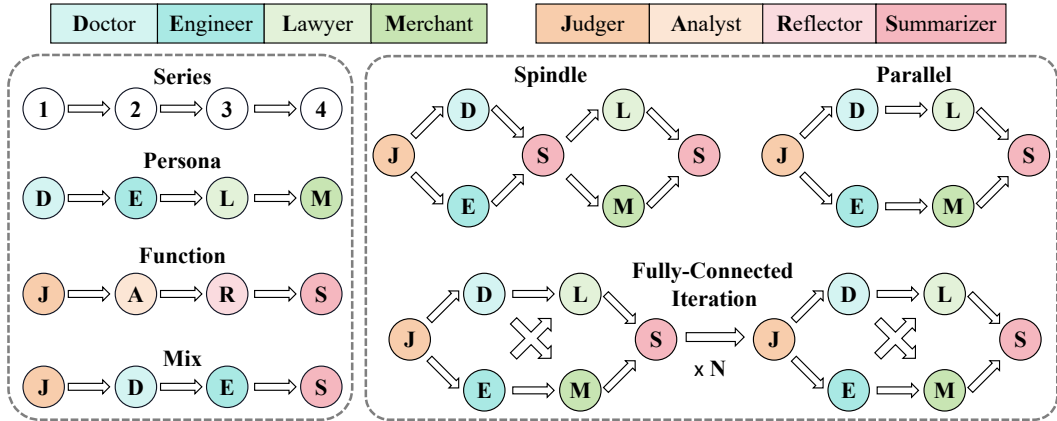 Doctor Engineer Lawyer Merchant
Judger Analyst Reflector Summarizer
Series
1 2 3 4
Persona
D E L M
Function
J A R S
Mix
J D E S
Spindle
D L
J S S
E M
Parallel
D L
J S
E M
Fully-Connected
Iteration
D L D L
J S J S
x N
E M E M